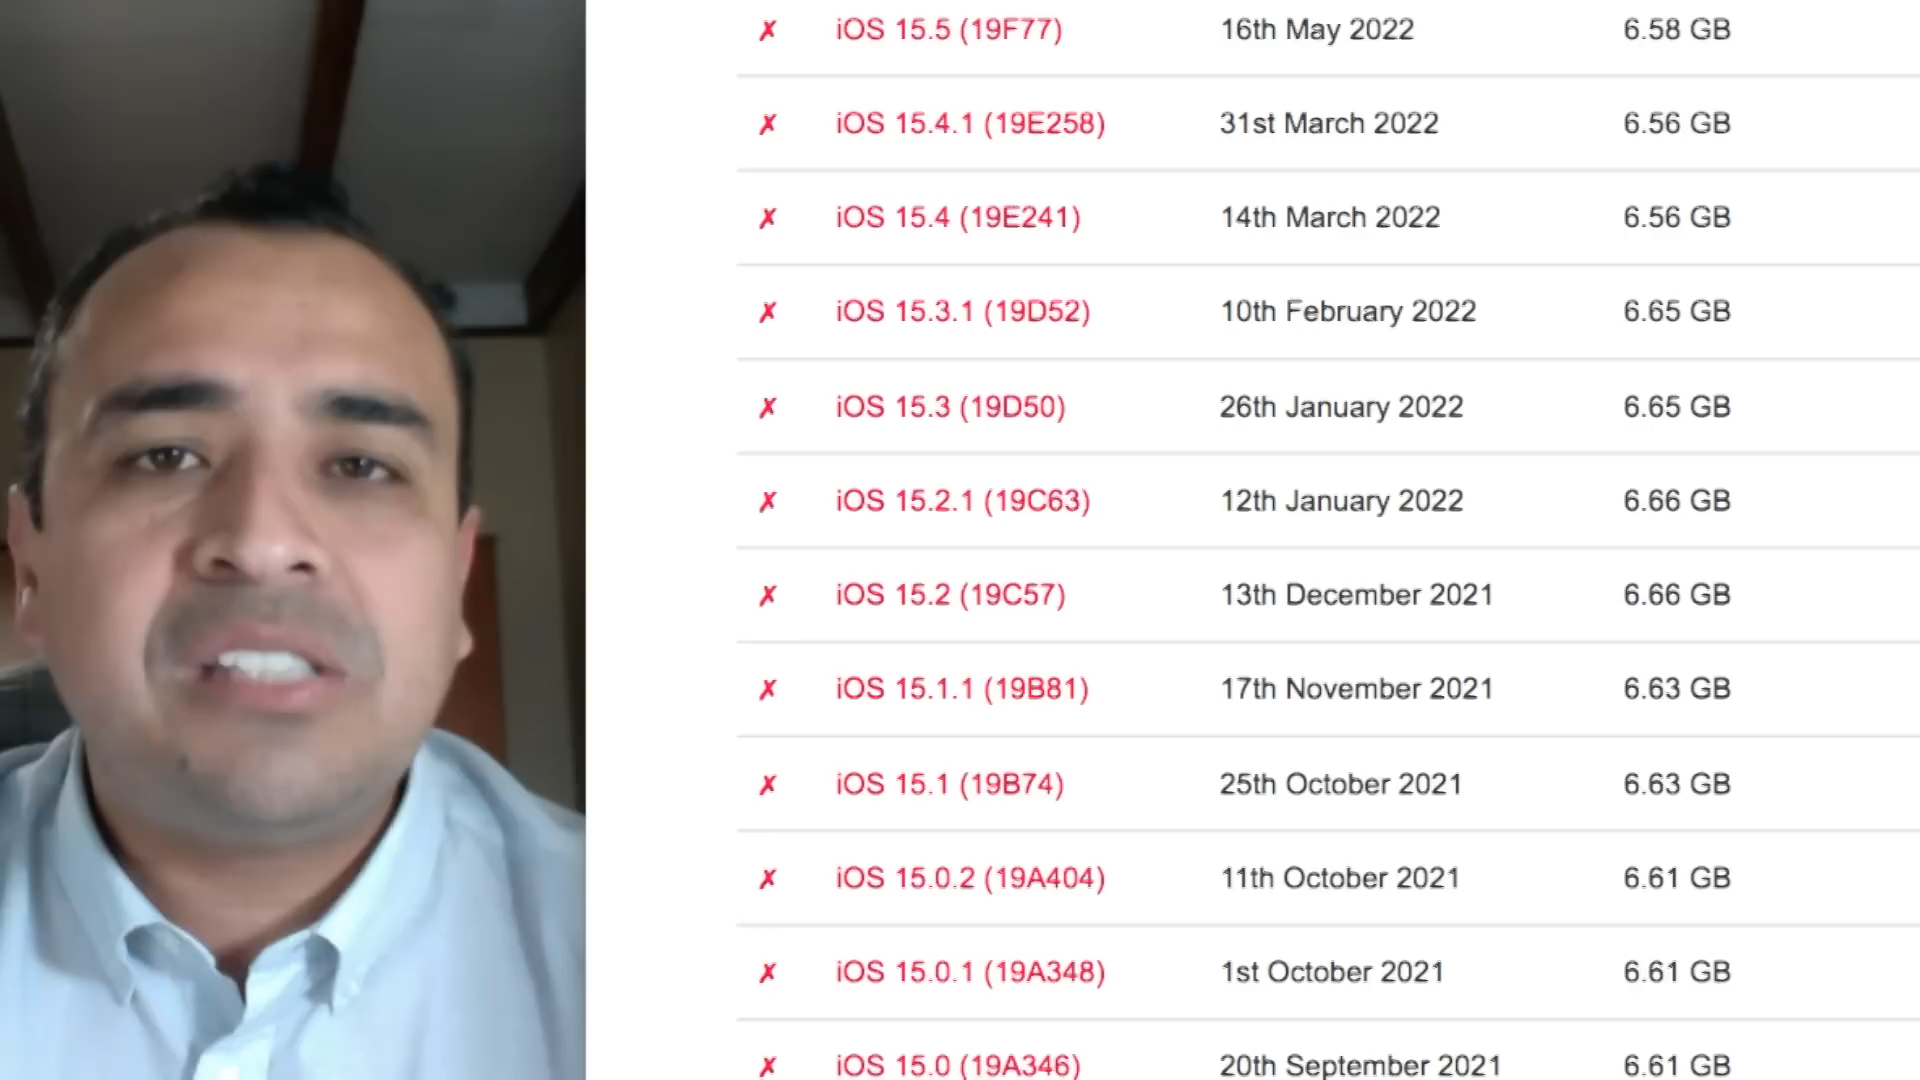 ✗ iOS 15.5 (19F77) 16th May 2022 6.58 GB
✗ iOS 15.4.1 (19E258) 31st March 2022 6.56 GB
✗ iOS 15.4 (19E241) 14th March 2022 6.56 GB
✗ iOS 15.3.1 (19D52) 10th February 2022 6.65 GB
✗ iOS 15.3 (19D50) 26th January 2022 6.65 GB
✗ iOS 15.2.1 (19C63) 12th January 2022 6.66 GB
✗ iOS 15.2 (19C57) 13th December 2021 6.66 GB
✗ iOS 15.1.1 (19B81) 17th November 2021 6.63 GB
✗ iOS 15.1 (19B74) 25th October 2021 6.63 GB
✗ iOS 15.0.2 (19A404) 11th October 2021 6.61 GB
✗ iOS 15.0.1 (19A348) 1st October 2021 6.61 GB
✗ iOS 15.0 (19A346) 20th September 2021 6.61 GB